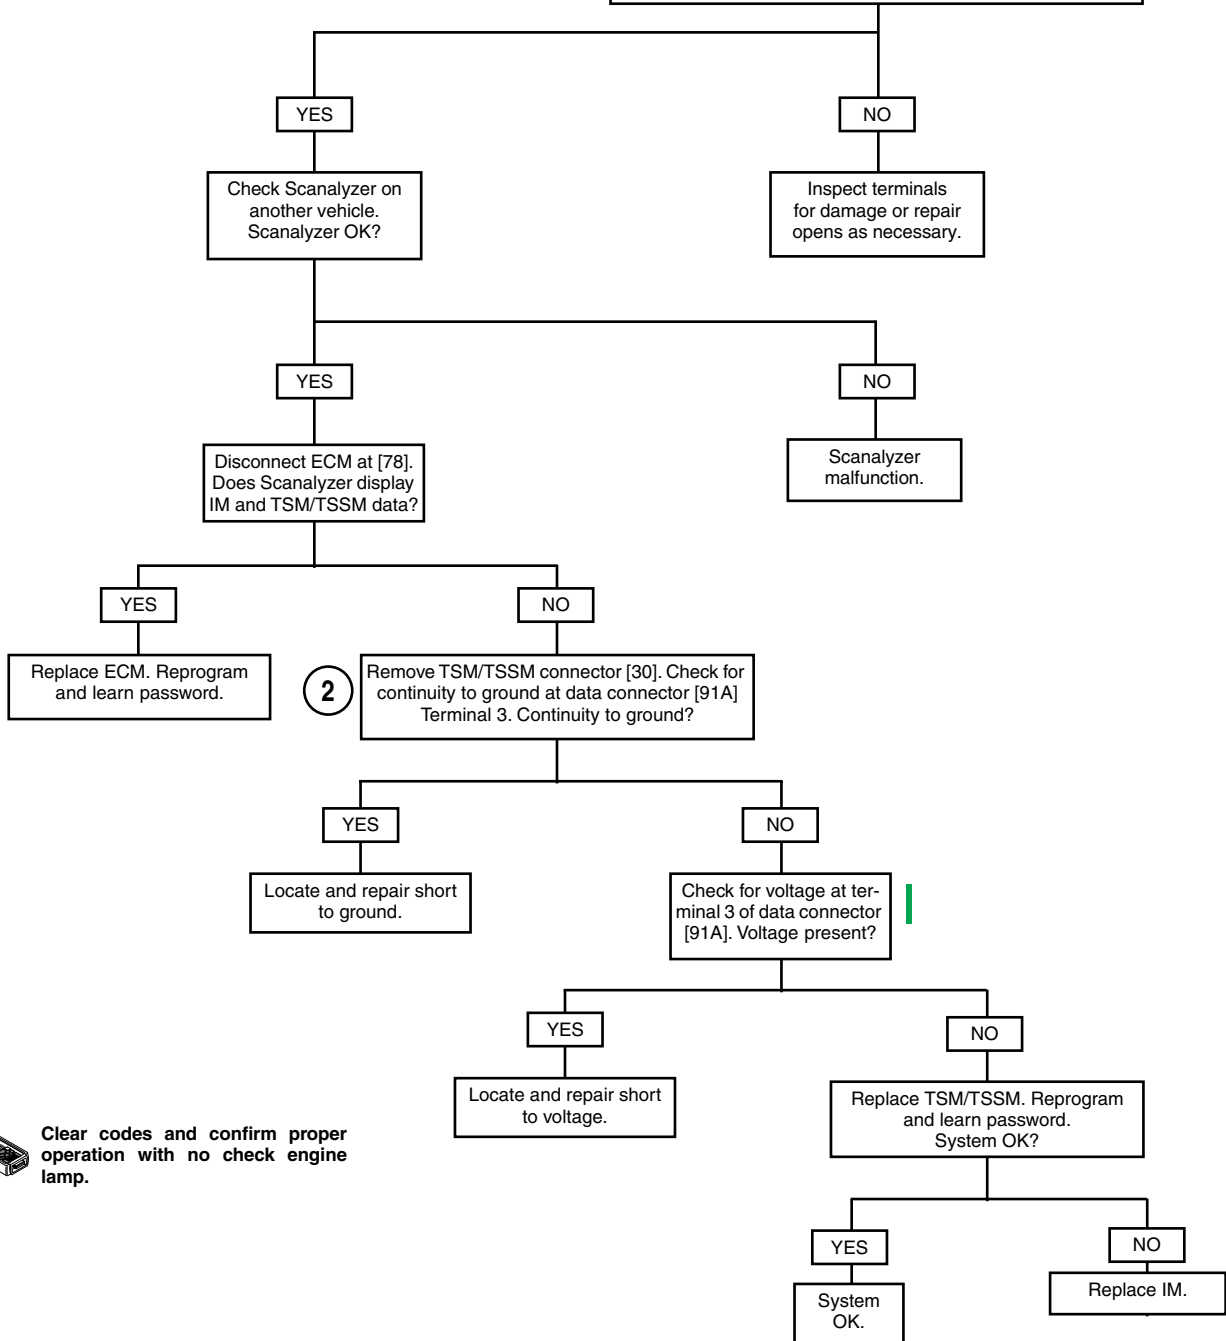 YES
NO
Check Scanalyzer on
another vehicle.
Scanalyzer OK?
Inspect terminals
for damage or repair
opens as necessary.
YES
NO
Disconnect ECM at [78].
Does Scanalyzer display
IM and TSM/TSSM data?
Scanalyzer
malfunction.
YES
NO
Replace ECM. Reprogram
and learn password.
2
Remove TSM/TSSM connector [30]. Check for
continuity to ground at data connector [91A]
Terminal 3. Continuity to ground?
YES
NO
Locate and repair short
to ground.
Check for voltage at ter-
minal 3 of data connector
[91A]. Voltage present?
YES
NO
Locate and repair short
to voltage.
Replace TSM/TSSM. Reprogram
and learn password.
System OK?
Clear codes and confirm proper
operation with no check engine
lamp.
YES
NO
System
OK.
Replace IM.